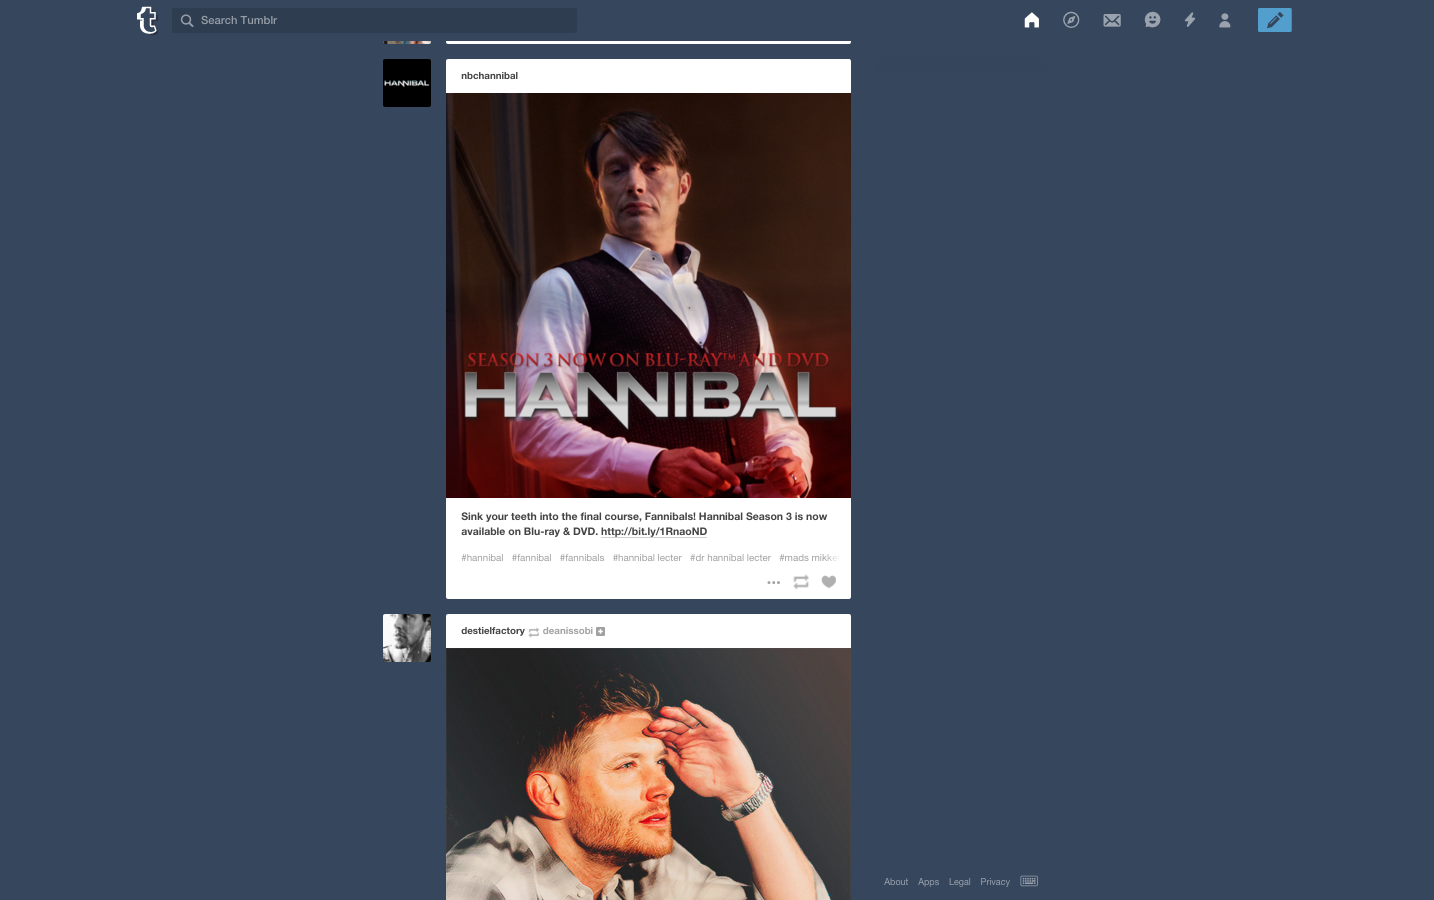 t
Search Tumblr
HANNIBAL
nbchannibal
SEASON 3 NOW ON BLU-RAY™ AND DVD
HANNIBAL
Sink your teeth into the final course, Fannibals! Hannibal Season 3 is now
available on Blu-ray & DVD. http://bit.ly/1RnaoND
#hannibal #fannibal #fannibals #hannibal lecter #dr hannibal lecter #mads mikke
destielfactory deanissobi
About Apps Legal Privacy